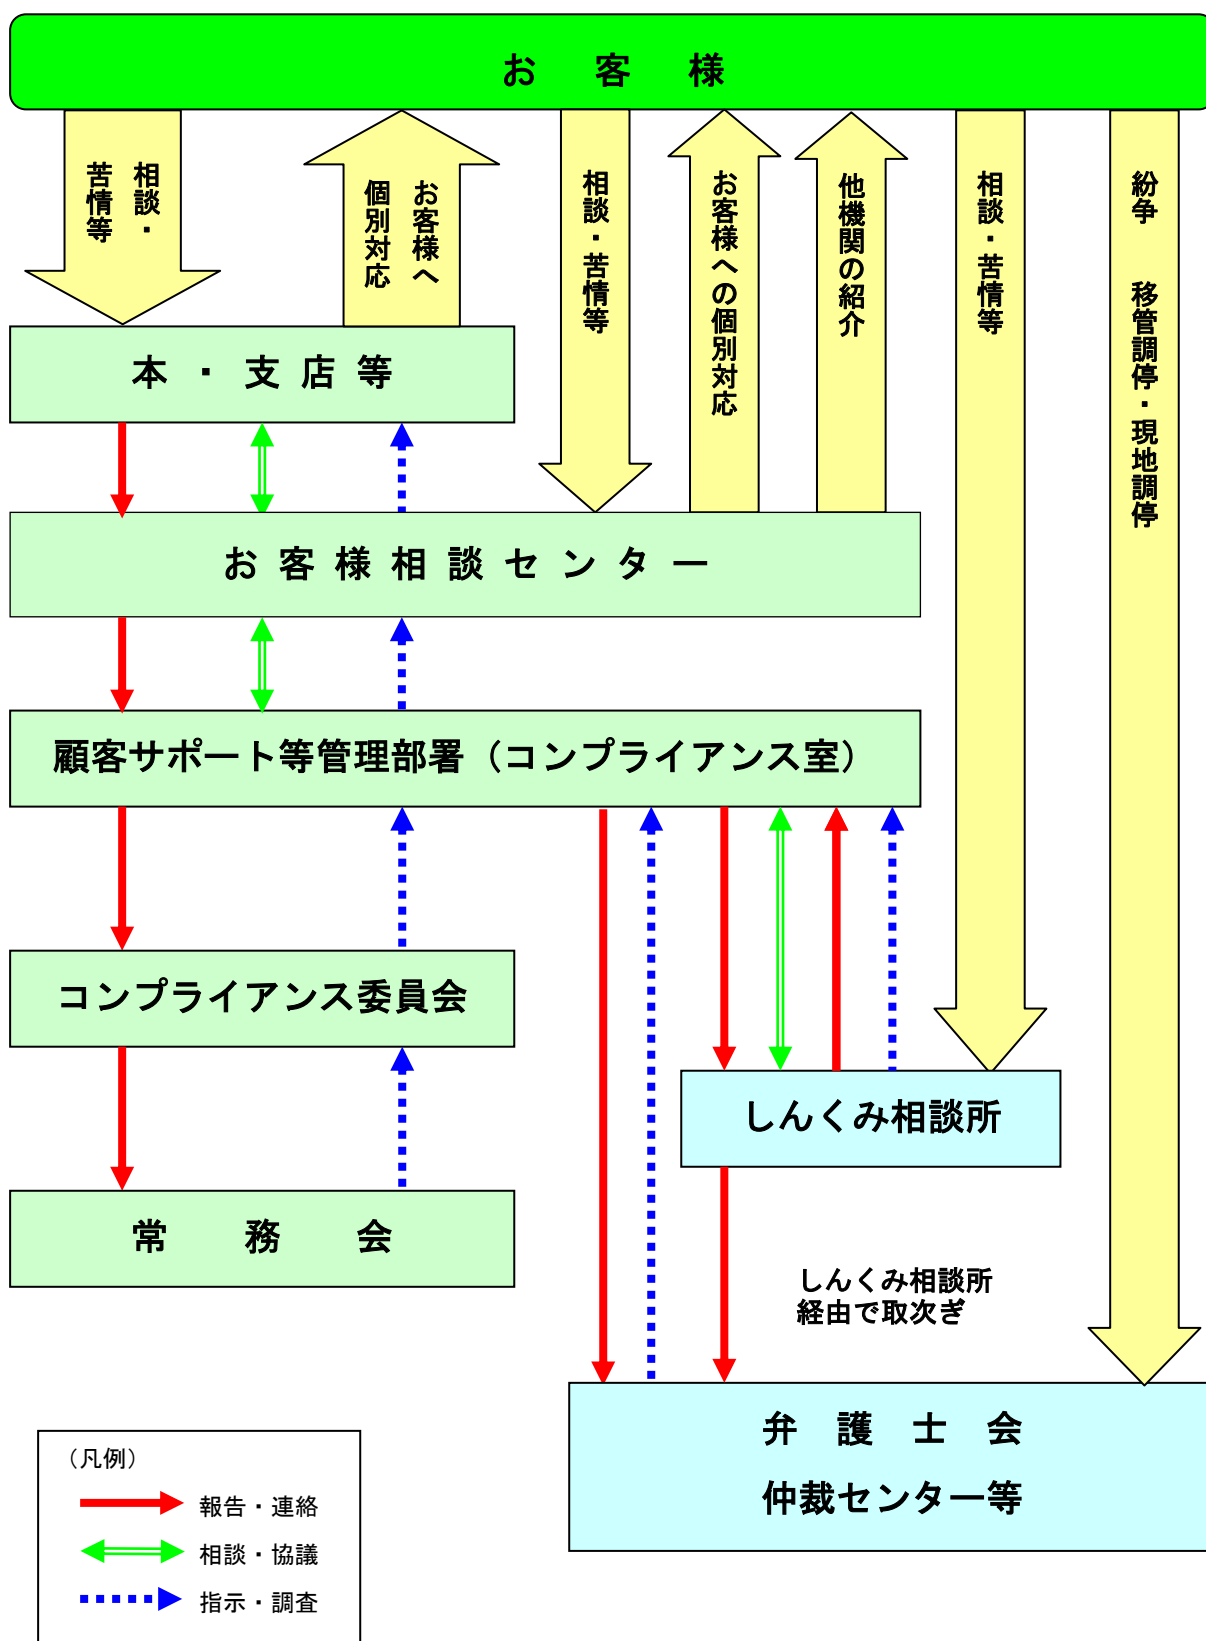 お 客 様
相談・
苦情等
お客様へ
個別対応
相談・苦情等
お客様への個別対応
他機関の紹介
相談・苦情等
紛争 移管調停・現地調停
本・支店等
お客様相談センター
顧客サポート等管理部署（コンプライアンス室）
コンプライアンス委員会
しんくみ相談所
常 務 会
しんくみ相談所
経由で取次ぎ
弁 護 士 会
仲裁センター等
（凡例）
報告・連絡
相談・協議
指示・調査